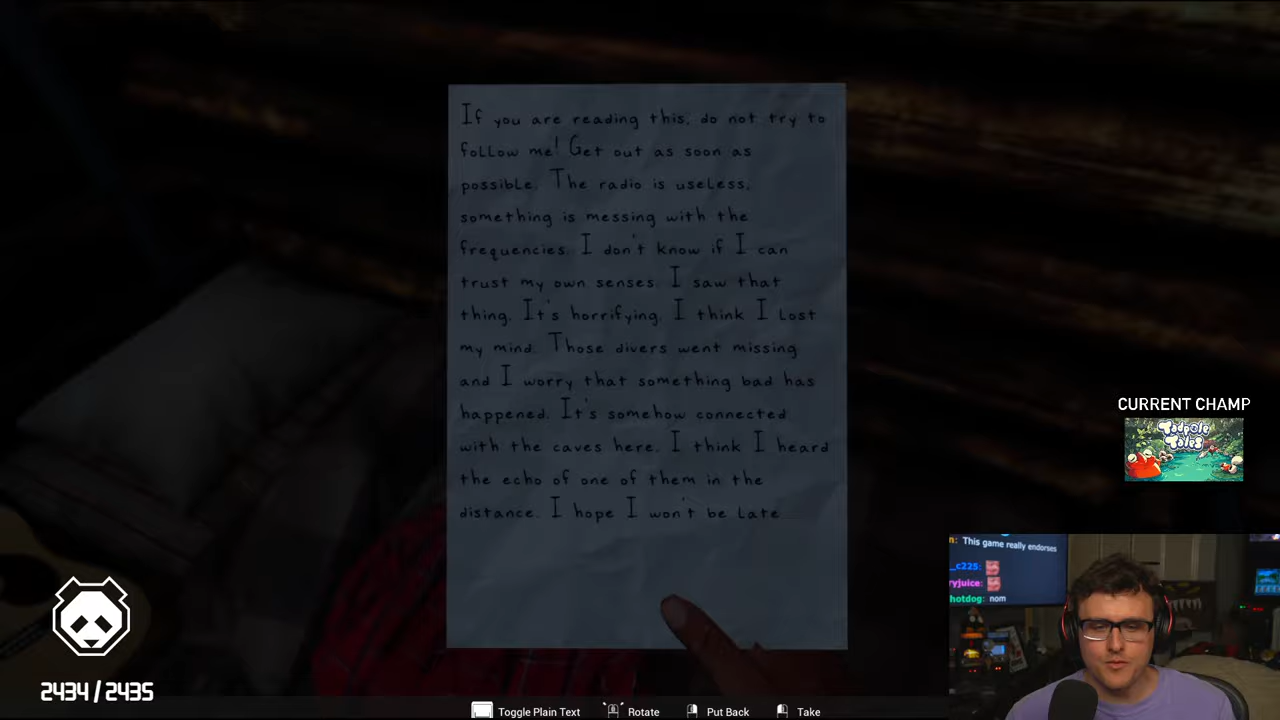 If you are reading this, do not try to
follow me! Get out as soon as
possible. The radio is useless,
something is messing with the
frequencies. I don't know if I can
trust my own senses. I saw that
thing. It's horrifying. I think I lost
my mind. Those divers went missing
and I worry that something bad has
happened. It's somehow connected
with the caves here. I think I heard
the echo of one of them in the
distance. I hope I won't be late
CURRENT CHAMP
Tadpole
Tales
n: This game really endorses
_c225:
ryjuice:
hotdog: nom
2434 / 2435
Toggle Plain Text Rotate Put Back Take